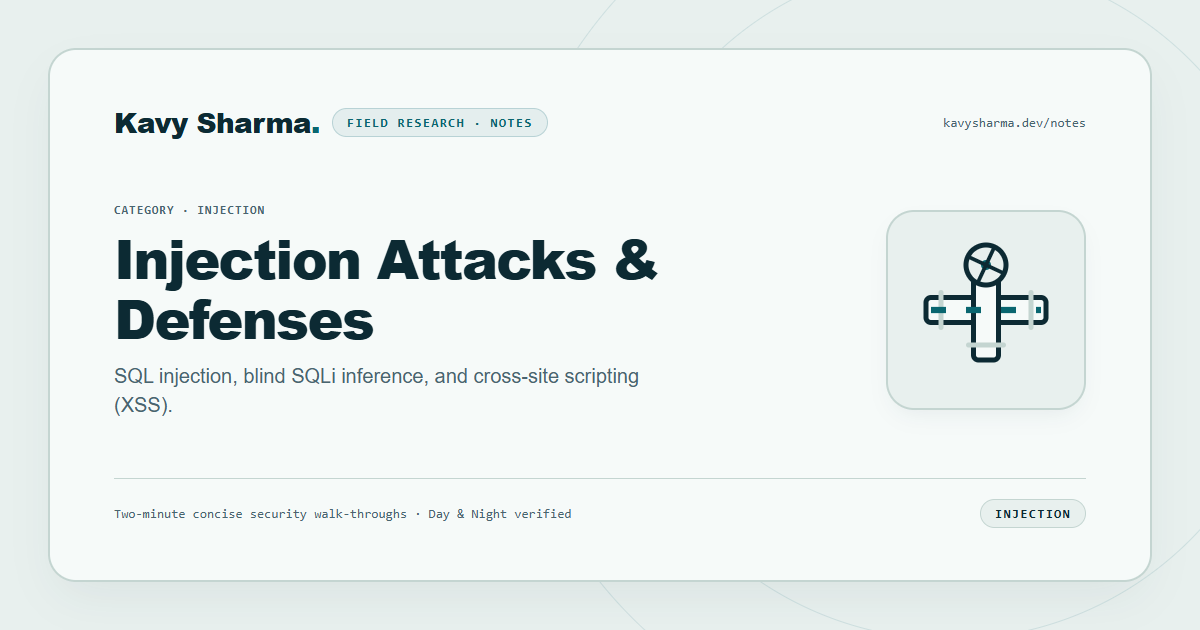 Kavy Sharma.
FIELD RESEARCH · NOTES
kavysharma.dev/notes
CATEGORY · INJECTION
Injection Attacks &
Defenses
SQL injection, blind SQLi inference, and cross-site scripting
(XSS).
Two-minute concise security walk-throughs · Day & Night verified
INJECTION